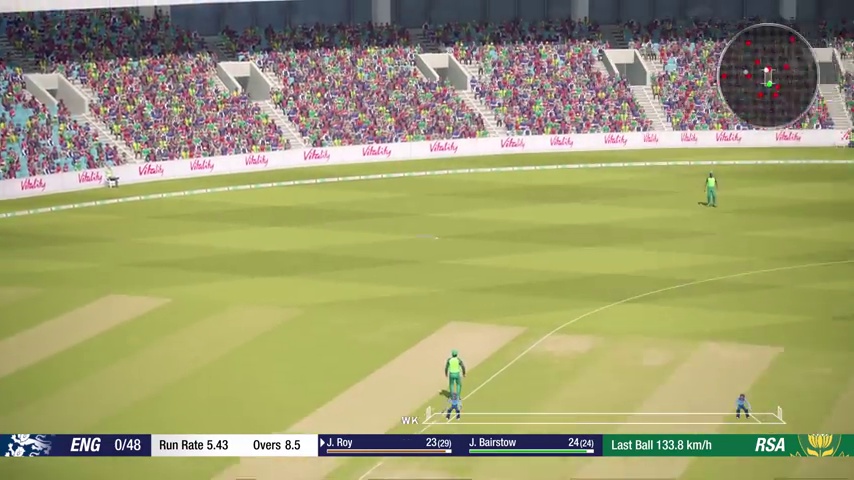 Vitality Vitality Vitality Vitality Vitality Vitality Vitality Vitality Vitality Vitality Vitality Vitality Vitality
WK
ENG 0/48 Run Rate 5.43 Overs 8.5 J. Roy 23(29) J. Bairstow 24(24) Last Ball 133.8 km/h RSA